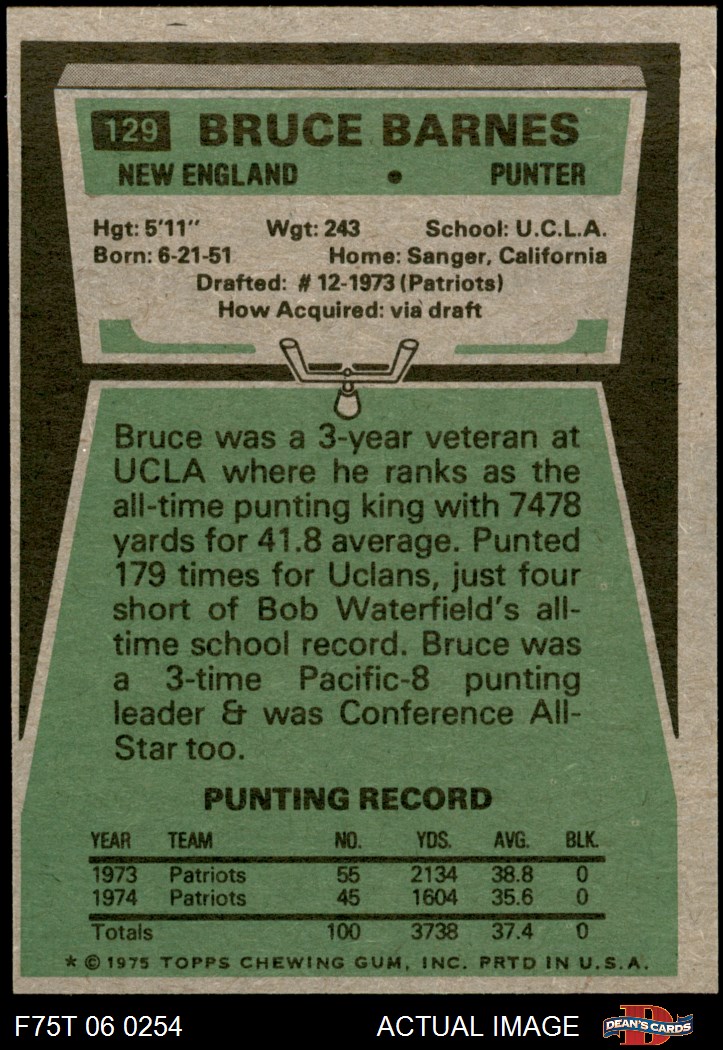 129 BRUCE BARNES
NEW ENGLAND • PUNTER
Hgt: 5'11" Wgt: 243 School: U.C.L.A.
Born: 6-21-51 Home: Sanger, California
Drafted: # 12-1973 (Patriots)
How Acquired: via draft
Bruce was a 3-year veteran at
UCLA where he ranks as the
all-time punting king with 7478
yards for 41.8 average. Punted
179 times for Uclans, just four
short of Bob Waterfield's all-
time school record. Bruce was
a 3-time Pacific-8 punting
leader & was Conference All-
Star too.
PUNTING RECORD
YEAR TEAM NO. YDS. AVG. BLK.
1973 Patriots 55 2134 38.8 0
1974 Patriots 45 1604 35.6 0
Totals 100 3738 37.4 0
* © 1975 TOPPS CHEWING GUM, INC. PRTD IN U.S.A.
F75T 06 0254 ACTUAL IMAGE D DEAN'S CARDS